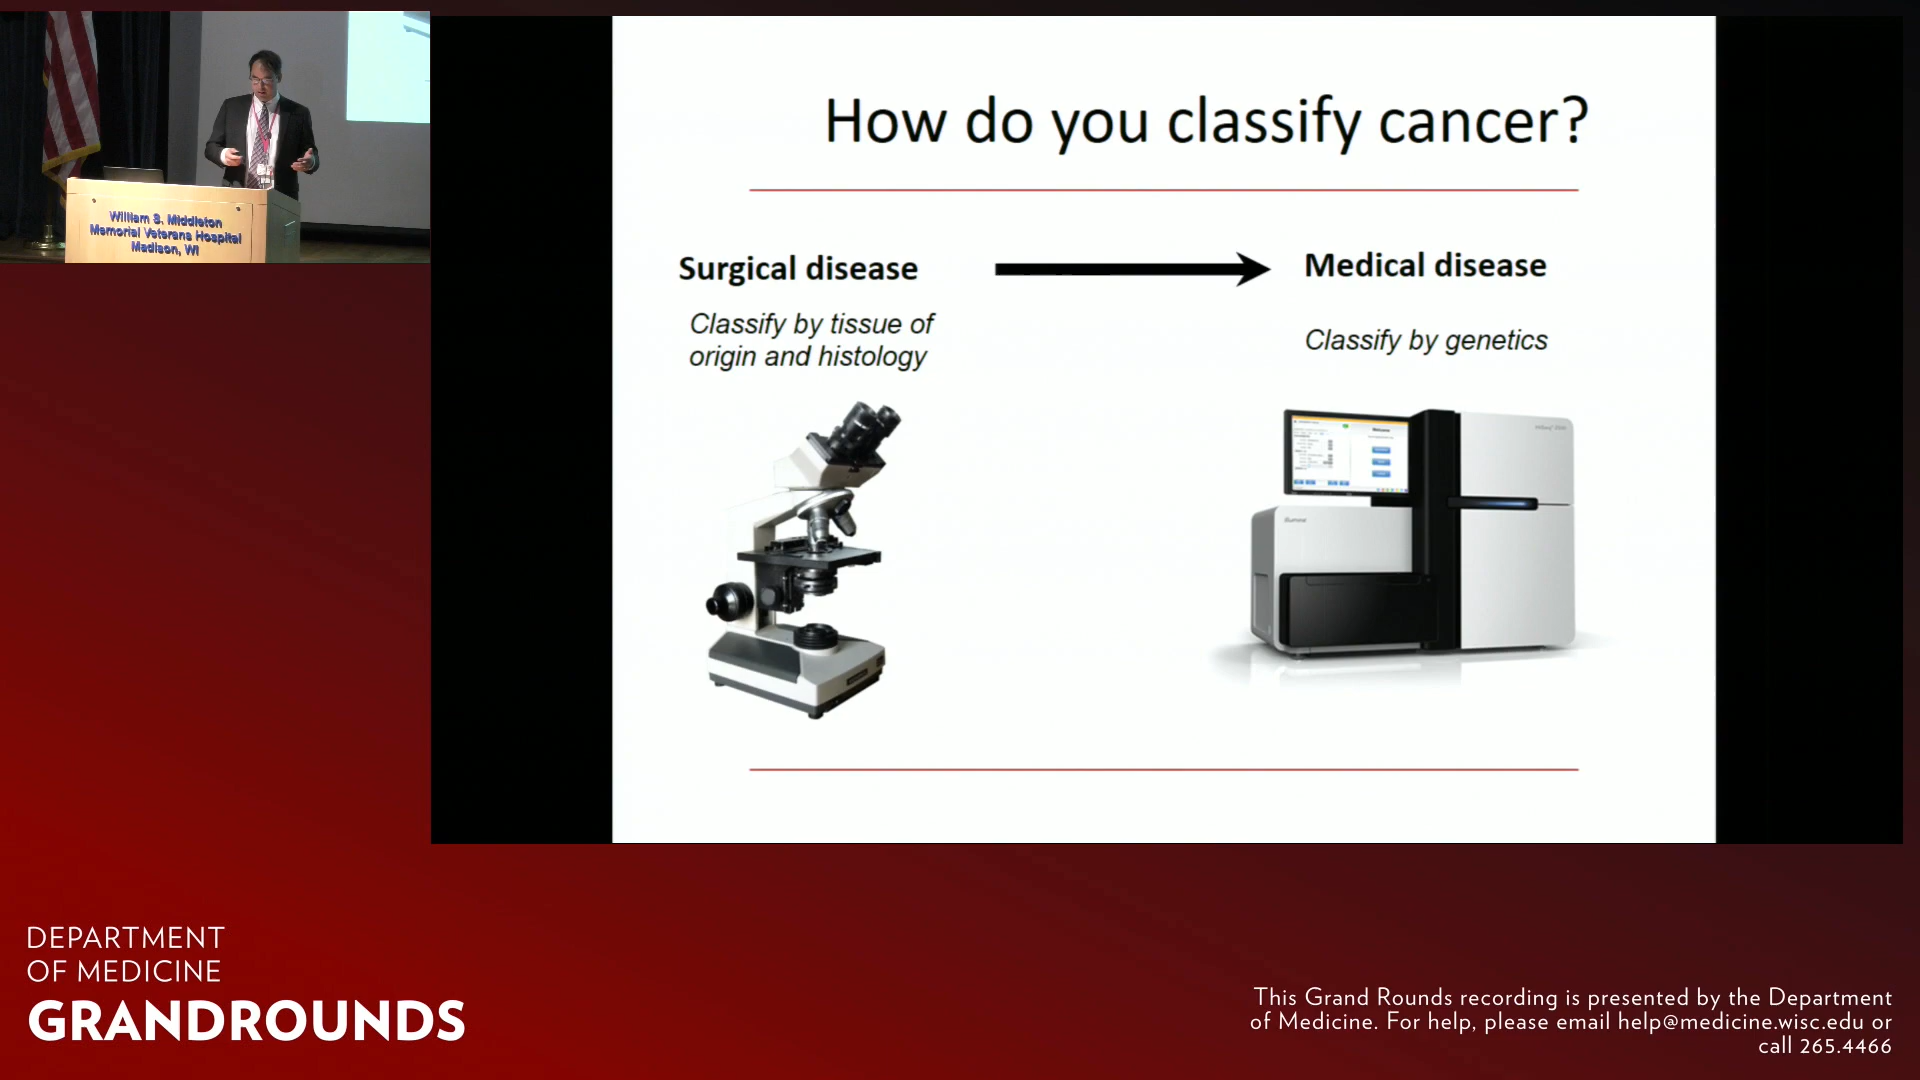 William S. Middleton
Memorial Veterans Hospital
Madison, WI
How do you classify cancer?
Surgical disease
Medical disease
Classify by tissue of
origin and histology
Classify by genetics
Welcome
illumina
DEPARTMENT
OF MEDICINE
GRANDROUNDS
This Grand Rounds recording is presented by the Department
of Medicine. For help, please email help@medicine.wisc.edu or
call 265.4466